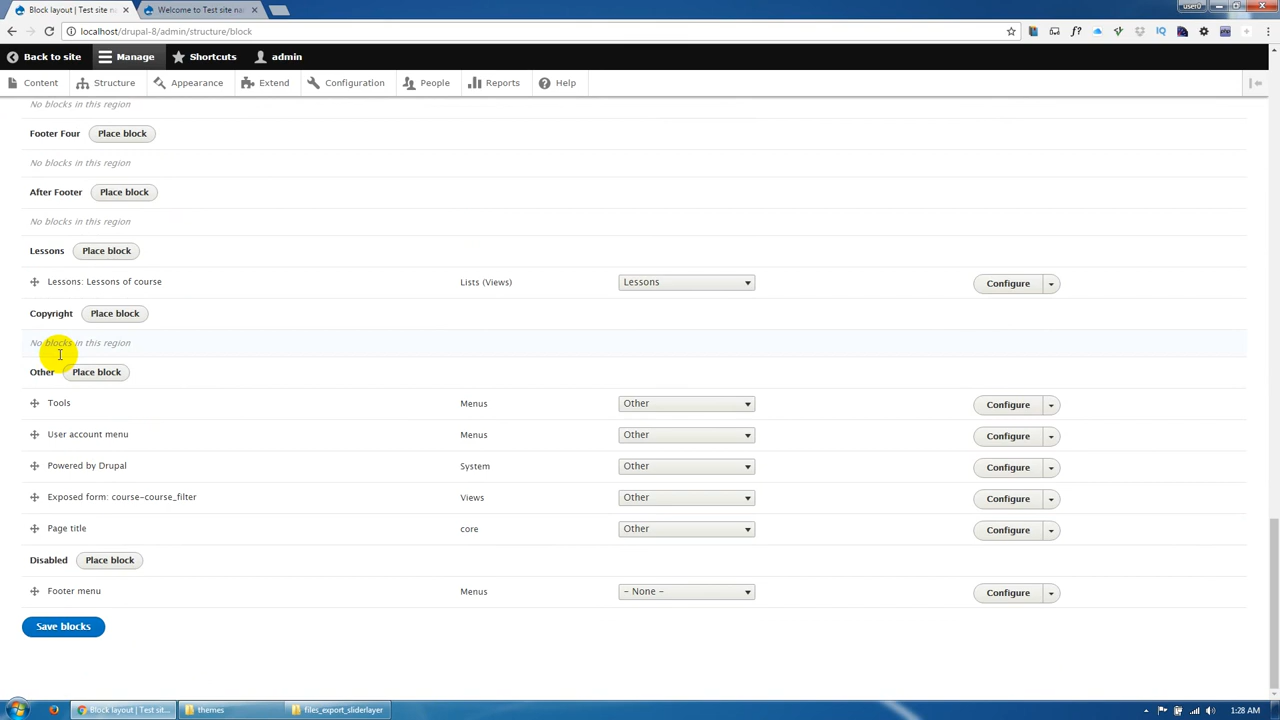 Block layout | Test site n
Welcome to Test site na
user0
localhost/drupal-8/admin/structure/block
Back to site
Manage
Shortcuts
admin
Content
Structure
Appearance
Extend
Configuration
People
Reports
Help
No blocks in this region
Footer Four
Place block
No blocks in this region
After Footer
Place block
No blocks in this region
Lessons
Place block
Lessons: Lessons of course
Lists (Views)
Lessons
Configure
Copyright
Place block
No blocks in this region
Other
Place block
Tools
Menus
Other
Configure
User account menu
Menus
Other
Configure
Powered by Drupal
System
Other
Configure
Exposed form: course-course_filter
Views
Other
Configure
Page title
core
Other
Configure
Disabled
Place block
Footer menu
Menus
- None -
Configure
Save blocks
Block layout | Test sit...
themes
files_export_sliderlayer
1:28 AM